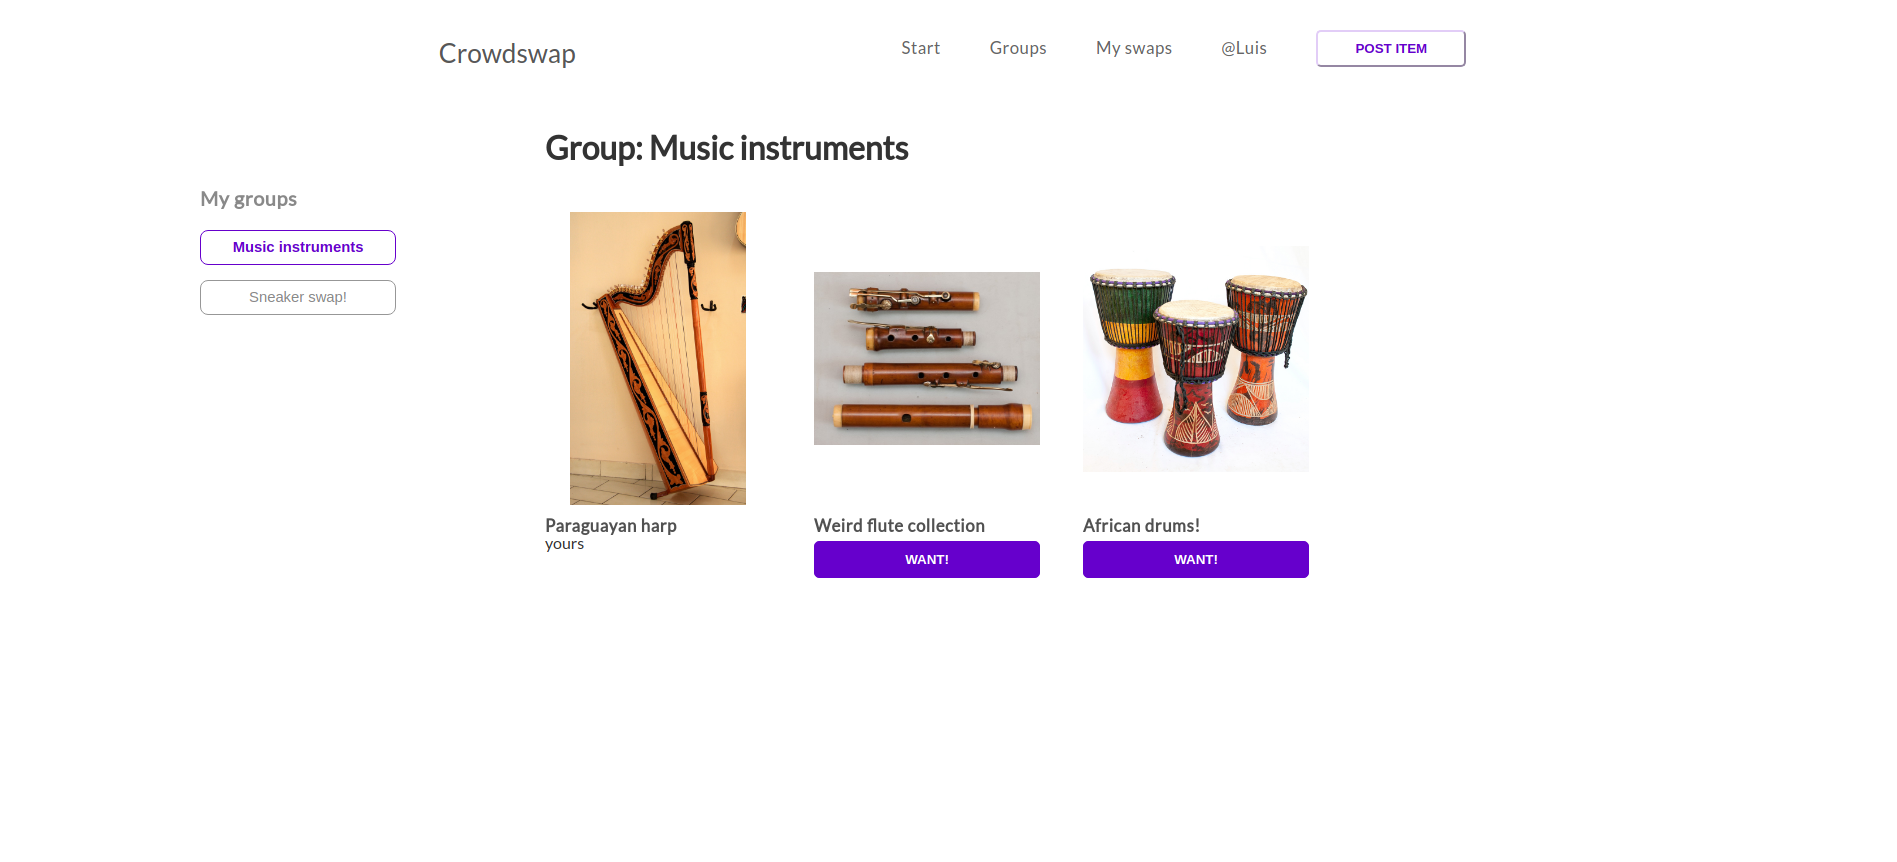 Crowdswap
Start
Groups
My swaps
@Luis
POST ITEM
Group: Music instruments
My groups
Music instruments
Sneaker swap!
Paraguayan harp
yours
Weird flute collection
WANT!
African drums!
WANT!